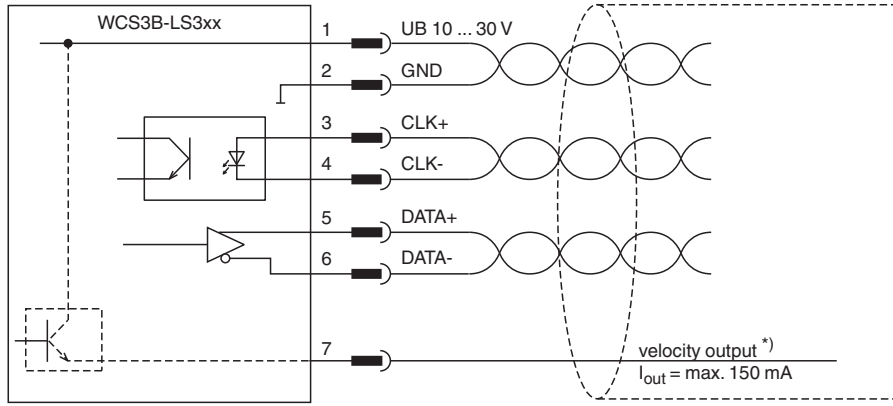 WCS3B-LS3xx
1 UB 10 ... 30 V
2 GND
3 CLK+
4 CLK-
5 DATA+
6 DATA-
7 velocity output *)
Iout = max. 150 mA